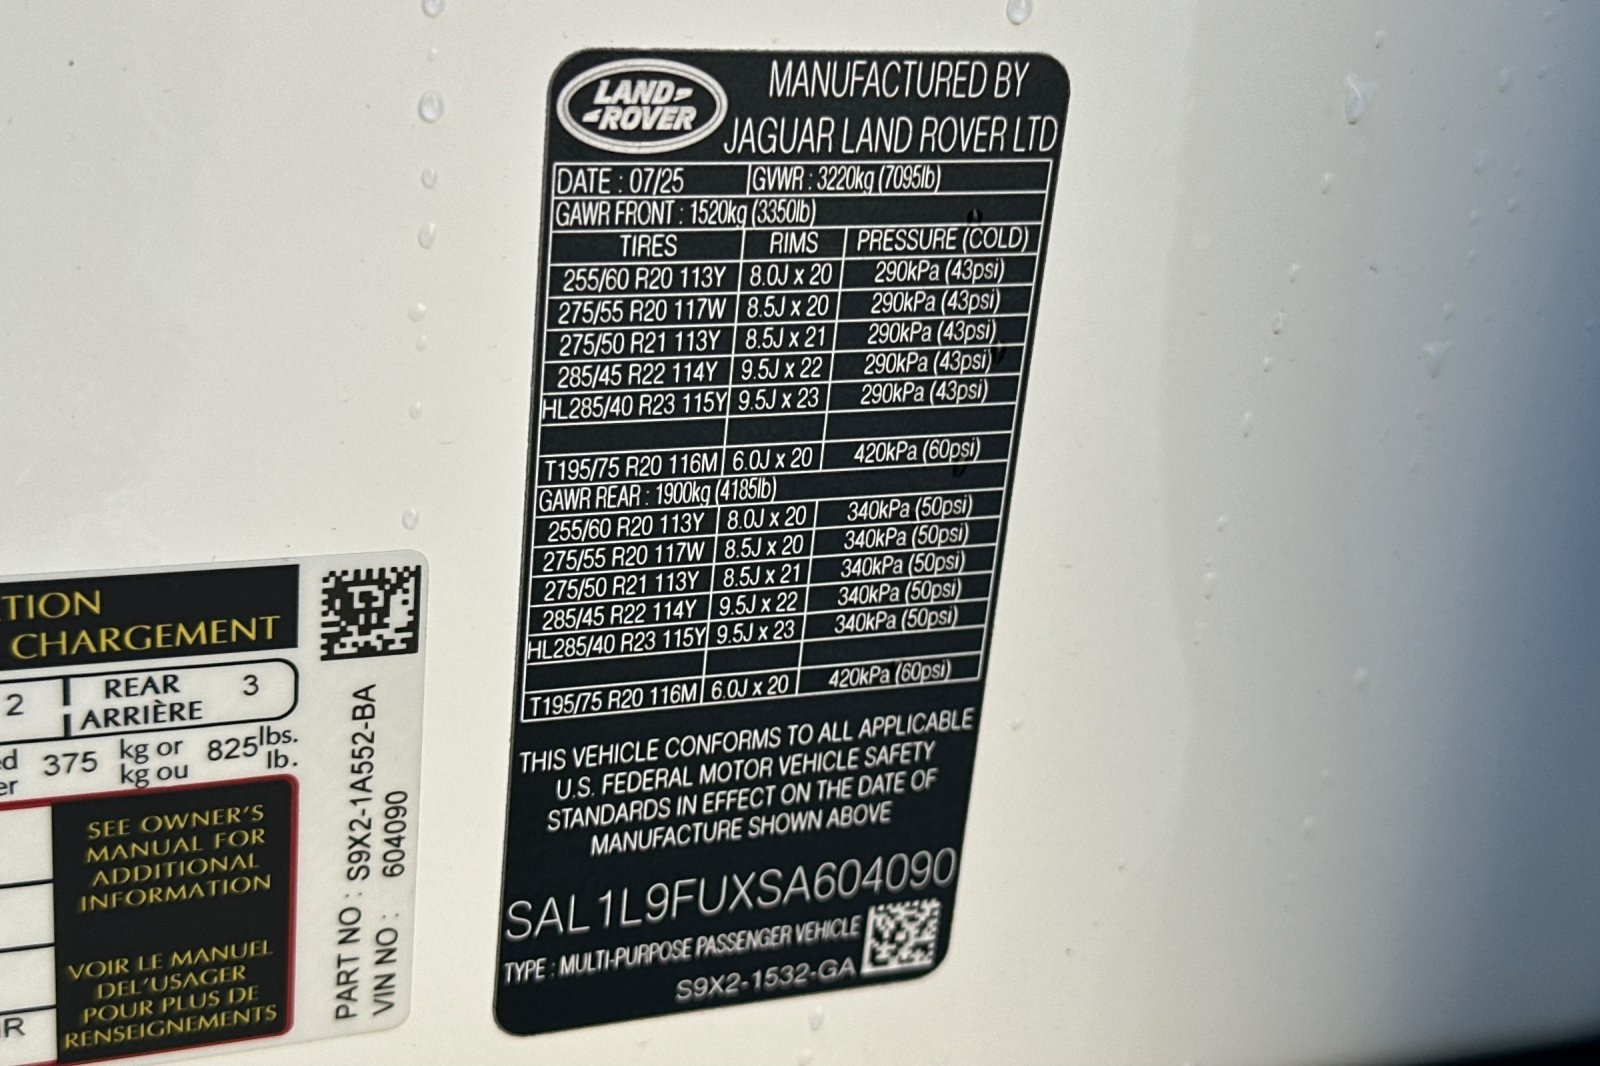 LAND
ROVER
MANUFACTURED BY
JAGUAR LAND ROVER LTD
DATE : 07/25 GVWR : 3220kg (7095lb)
GAWR FRONT : 1520kg (3350lb)
TIRES RIMS PRESSURE (COLD)
255/60 R20 113Y 8.0J x 20 290kPa (43psi)
275/55 R20 117W 8.5J x 20 290kPa (43psi)
275/50 R21 113Y 8.5J x 21 290kPa (43psi)
285/45 R22 114Y 9.5J x 22 290kPa (43psi)
HL285/40 R23 115Y 9.5J x 23 290kPa (43psi)
T195/75 R20 116M 6.0J x 20 420kPa (60psi)
GAWR REAR : 1900kg (4185lb)
255/60 R20 113Y 8.0J x 20 340kPa (50psi)
275/55 R20 117W 8.5J x 20 340kPa (50psi)
275/50 R21 113Y 8.5J x 21 340kPa (50psi)
285/45 R22 114Y 9.5J x 22 340kPa (50psi)
HL285/40 R23 115Y 9.5J x 23 340kPa (50psi)
T195/75 R20 116M 6.0J x 20 420kPa (60psi)
THIS VEHICLE CONFORMS TO ALL APPLICABLE
U.S. FEDERAL MOTOR VEHICLE SAFETY
STANDARDS IN EFFECT ON THE DATE OF
MANUFACTURE SHOWN ABOVE
SAL1L9FUXSA604090
TYPE : MULTI-PURPOSE PASSENGER VEHICLE
S9X2-1532-GA
CHARGEMENT
2 REAR 3
ARRIÈRE
375 kg or 825 lbs.
kg ou lb.
SEE OWNER'S
MANUAL FOR
ADDITIONAL
INFORMATION
VOIR LE MANUEL
DEL'USAGER
POUR PLUS DE
RENSEIGNEMENTS
PART NO : S9X2-1A552-BA
VIN NO : 604090